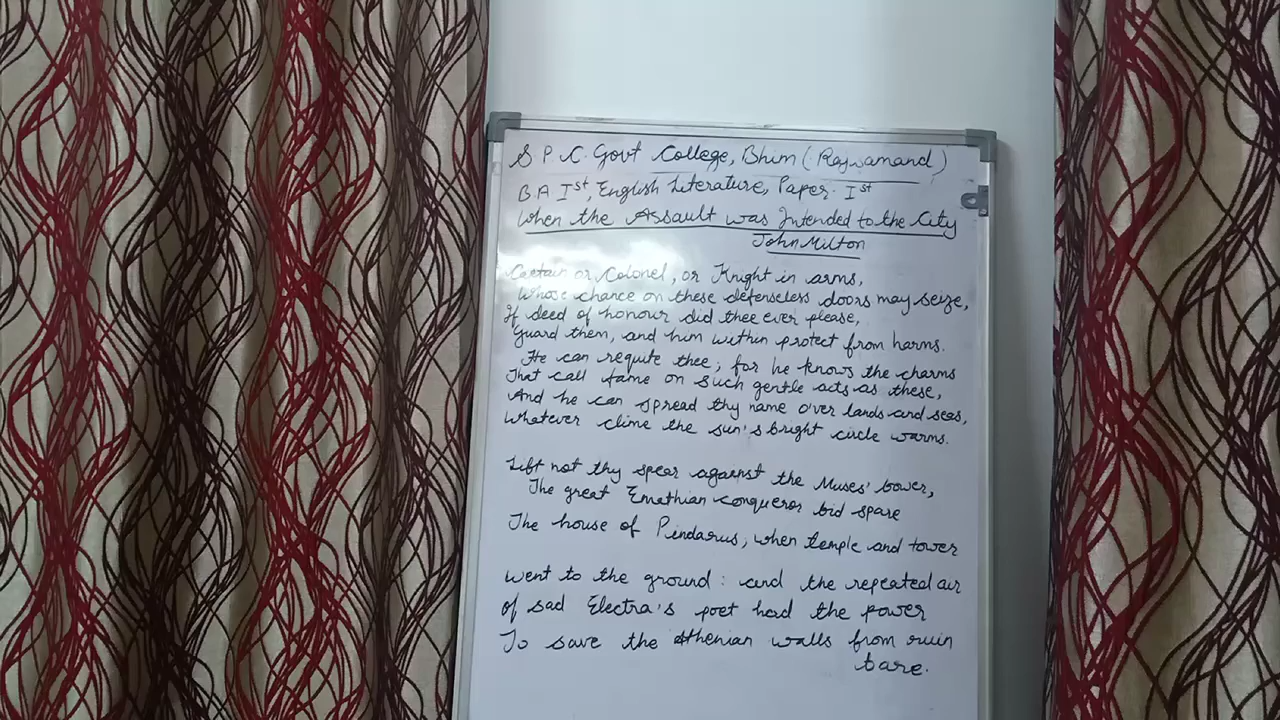 S. P. C. Govt College, Bhim (Rajsamand)
B.A Ist, English Literature, Paper. Ist
When the Assault was Intended to the City
John Milton
Captain or Colonel, or Knight in arms,
Whose chance on these defenseless doors may seize,
If deed of honour did thee ever please,
Guard them, and him within protect from harms.
He can requite thee; for he knows the charms
That call fame on such gentle acts as these,
And he can spread thy name o'er lands and seas,
Whatever clime the sun's bright circle warms.
Lift not thy spear against the Muses' bower,
The great Emathian conqueror bid spare
The house of Pindarus, when temple and tower
Went to the ground: and the repeated air
of sad Electra's poet had the power
To save the Athenian walls from ruin
bare.